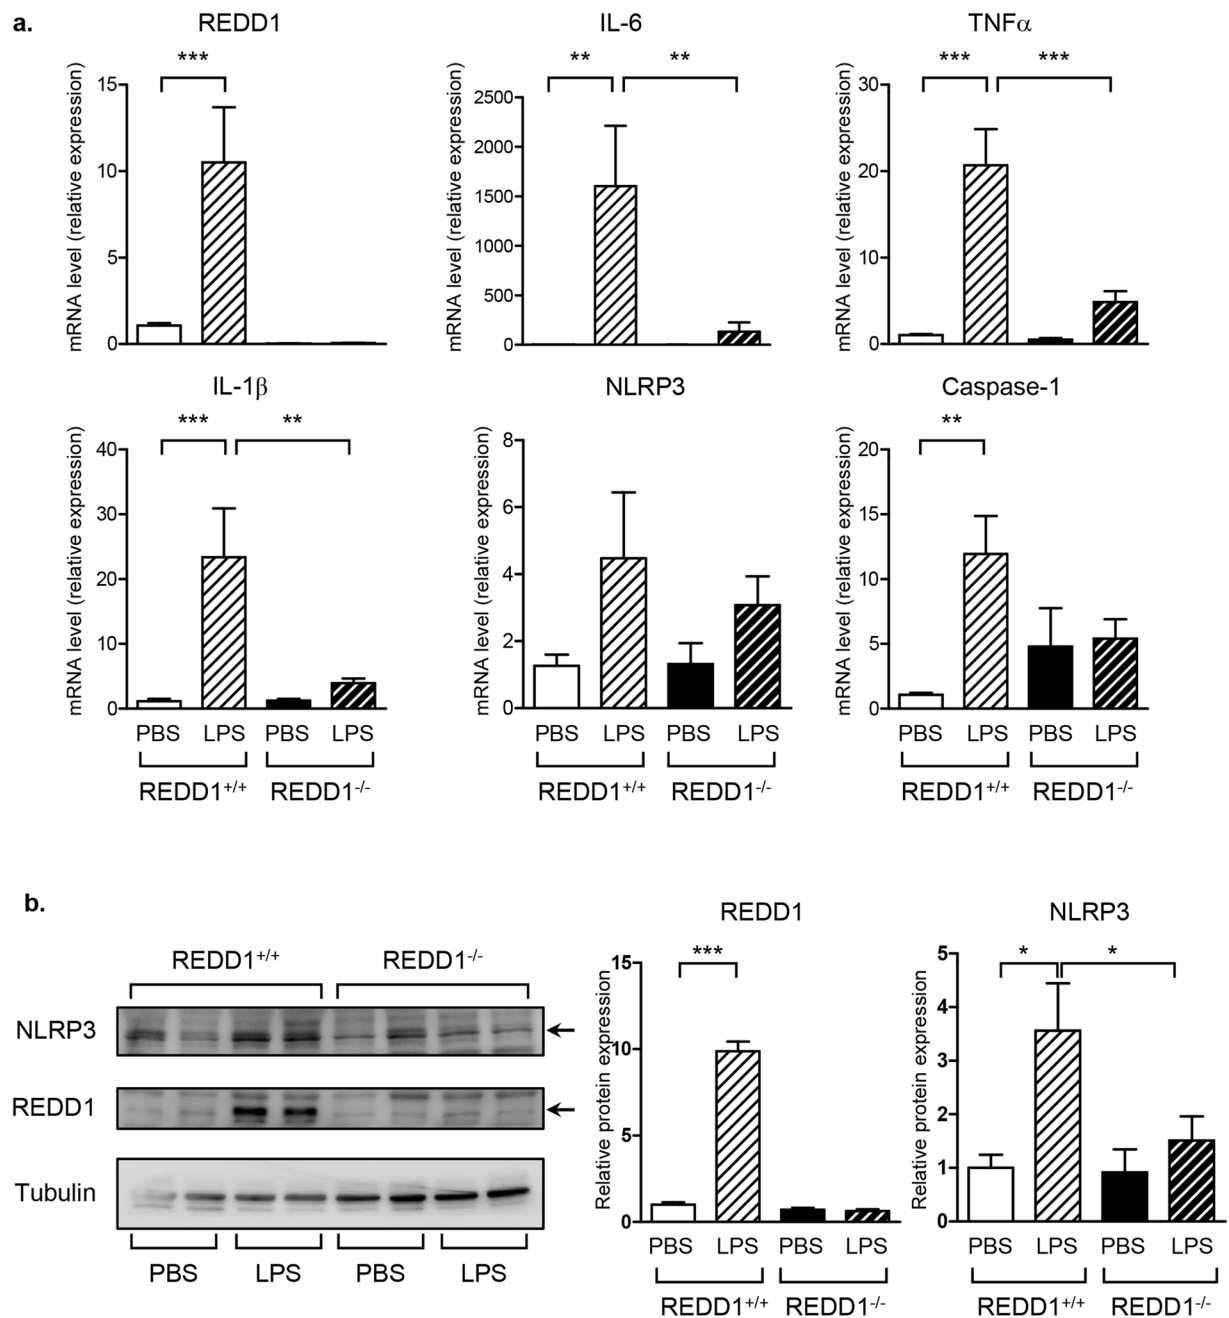 a.
REDD1
IL-6
TNFα
***
**
**
***
***
mRNA level (relative expression)
15
10
5
0
mRNA level (relative expression)
2500
2000
1500
1000
500
0
mRNA level (relative expression)
30
20
10
0
IL-1β
NLRP3
Caspase-1
***
**
**
mRNA level (relative expression)
40
30
20
10
0
mRNA level (relative expression)
8
6
4
2
0
mRNA level (relative expression)
20
15
10
5
0
PBS LPS PBS LPS
PBS LPS PBS LPS
PBS LPS PBS LPS
REDD1+/+ REDD1-/-
REDD1+/+ REDD1-/-
REDD1+/+ REDD1-/-
b.
REDD1+/+ REDD1-/-
NLRP3
REDD1
Tubulin
PBS LPS PBS LPS
REDD1
***
Relative protein expression
15
10
5
0
PBS LPS PBS LPS
REDD1+/+ REDD1-/-
NLRP3
*
*
Relative protein expression
5
4
3
2
1
0
PBS LPS PBS LPS
REDD1+/+ REDD1-/-